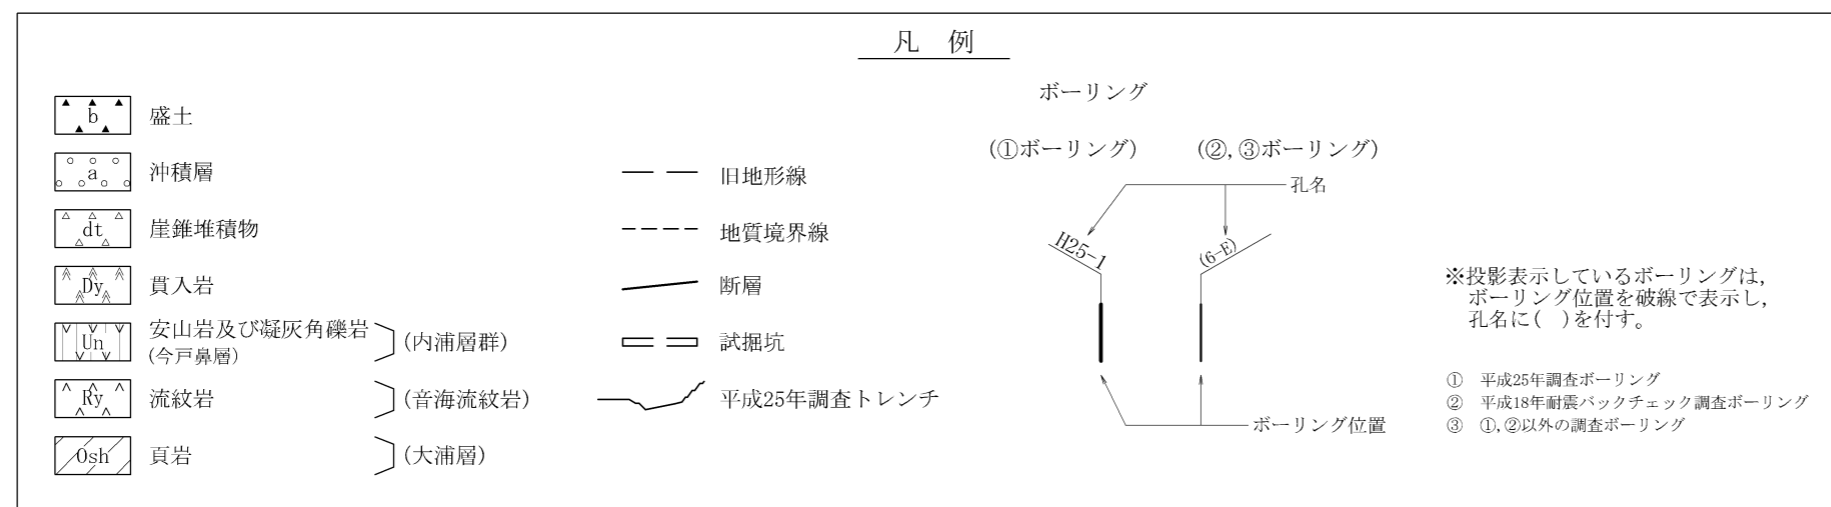 凡 例
b 盛土
a 沖積層
dt 崖錐堆積物
Dy 貫入岩
Un 安山岩及び凝灰角礫岩
(今戸鼻層)
(内浦層群)
Ry 流紋岩 (音海流紋岩)
Osh 頁岩 (大浦層)
旧地形線
地質境界線
断層
試掘坑
平成25年調査トレンチ
ボーリング
(①ボーリング) (②,③ボーリング)
孔名
H25-1 (6-E)
ボーリング位置
※投影表示しているボーリングは,
ボーリング位置を破線で表示し,
孔名に( )を付す。
① 平成25年調査ボーリング
② 平成18年耐震バックチェック調査ボーリング
③ ①,②以外の調査ボーリング